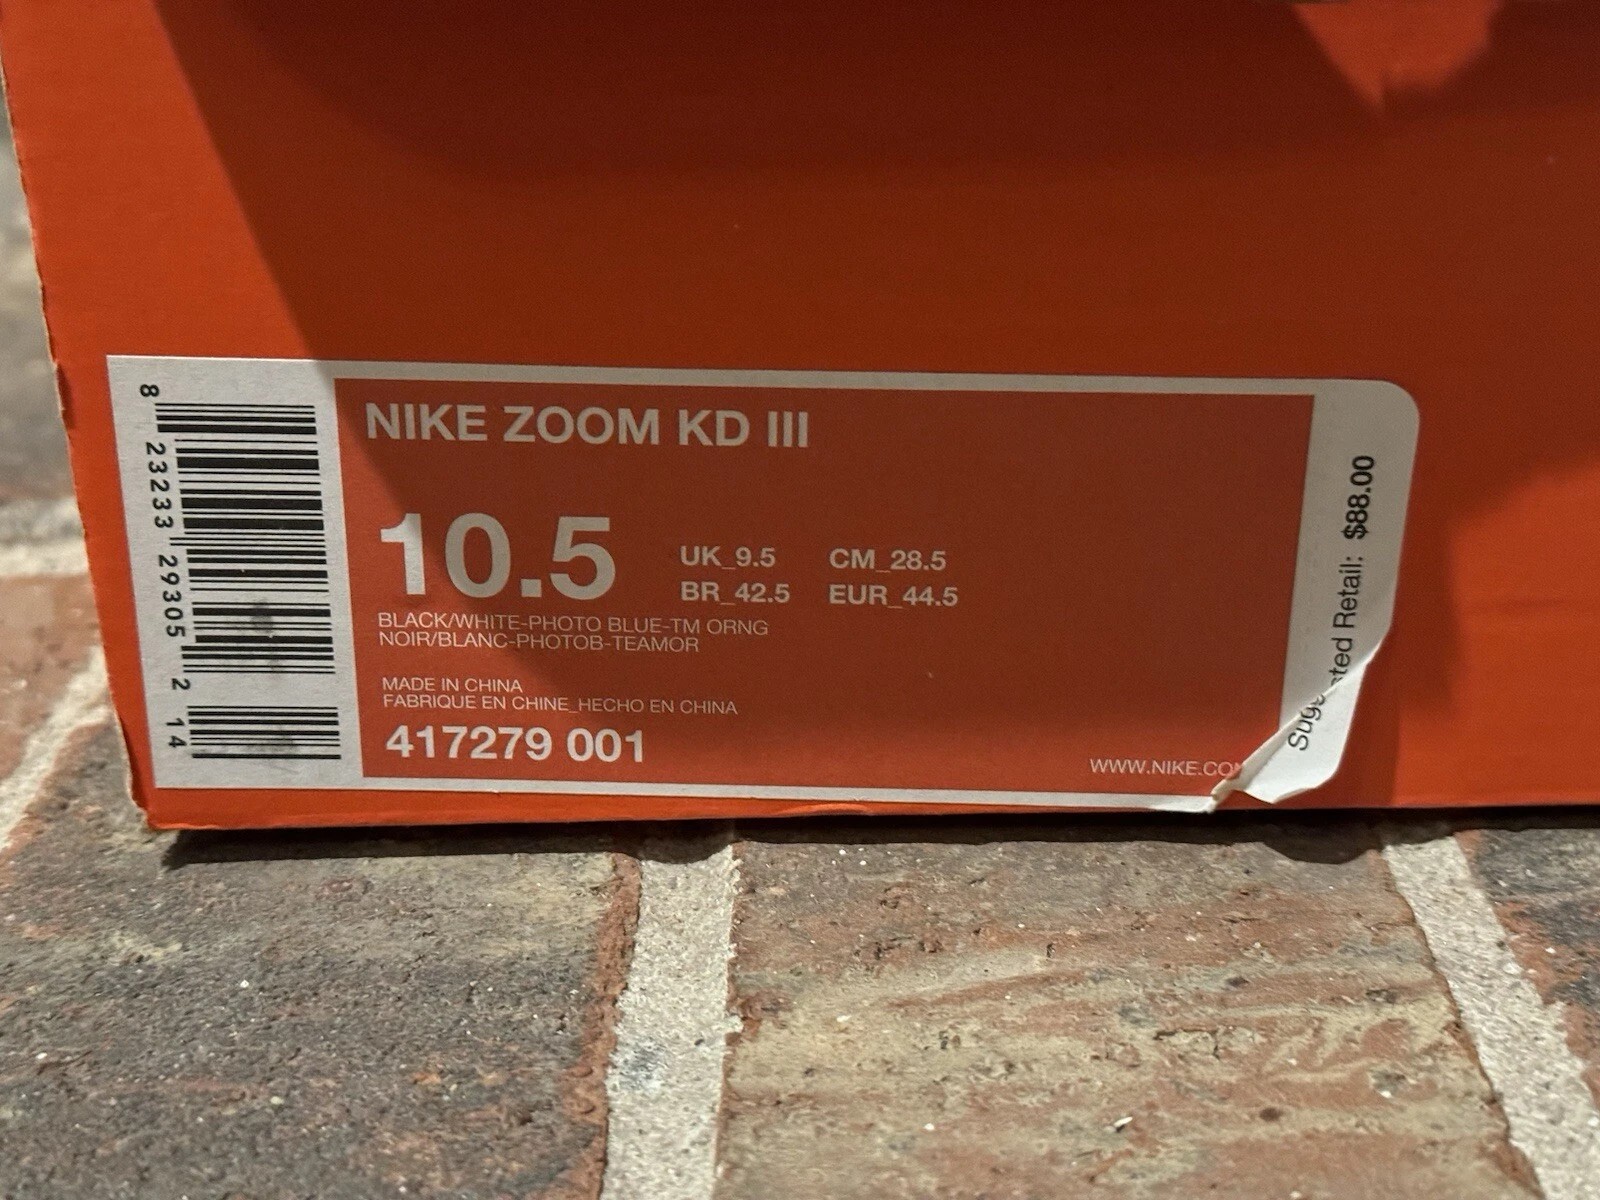 8 23233 29305 2 14
NIKE ZOOM KD III
10.5
UK_9.5 CM_28.5
BR_42.5 EUR_44.5
BLACK/WHITE-PHOTO BLUE-TM ORNG
NOIR/BLANC-PHOTOB-TEAMOR
MADE IN CHINA
FABRIQUE EN CHINE_HECHO EN CHINA
417279 001
WWW.NIKE.COM
Suggested Retail: $88.00